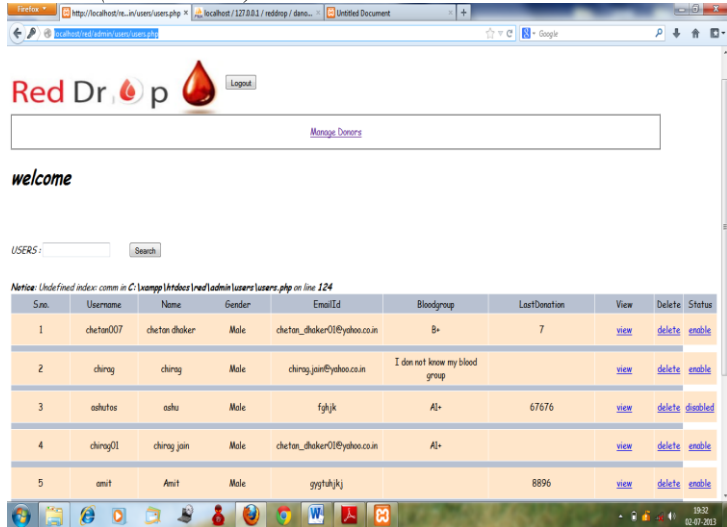 Firefox
http://localhost/re...in/users/users.php × localhost / 127.0.0.1 / reddrop / dano... × Untitled Document × +
localhost/red/admin/users/users.php Google
Red Dr p Logout
Manage Donors
welcome
USERS : Search
Notice: Undefined index: comm in C:\xampp\htdocs\red\admin\users\users.php on line 124
S.no. Username Name Gender EmailId Bloodgroup LastDonation View Delete Status
1 chetan007 chetan dhaker Male chetan_dhaker01@yahoo.co.in B+ 7 view delete enable
2 chirag chirag Male chirag.jain@yahoo.co.in I don not know my blood group view delete enable
3 ashutos ashu Male fghjk A1+ 67676 view delete disabled
4 chirag01 chirag jain Male chetan_dhaker01@yahoo.co.in A1+ view delete enable
5 amit Amit Male gygtuhjkj 8896 view delete enable
19:32
02-07-2013